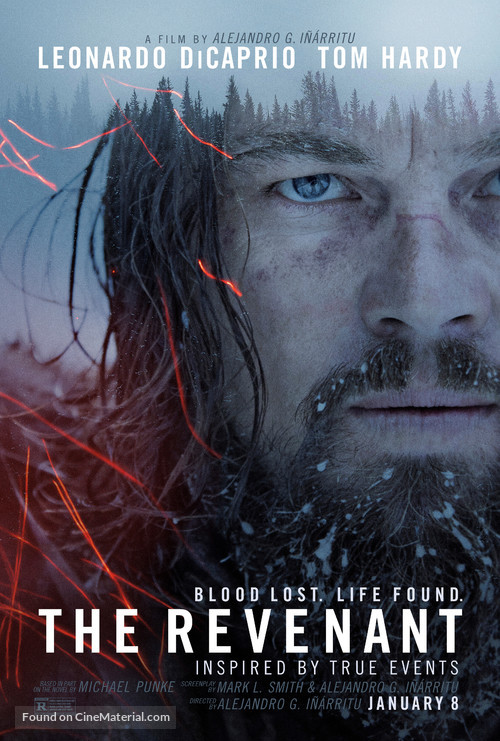 A FILM BY ALEJANDRO G. IÑÁRRITU
LEONARDO DiCAPRIO TOM HARDY
BLOOD LOST. LIFE FOUND.
THE REVENANT
INSPIRED BY TRUE EVENTS
BASED IN PART ON THE NOVEL BY MICHAEL PUNKE SCREENPLAY BY MARK L. SMITH & ALEJANDRO G. IÑÁRRITU
R
DIRECTED BY ALEJANDRO G. IÑÁRRITU JANUARY 8
Found on CineMaterial.com